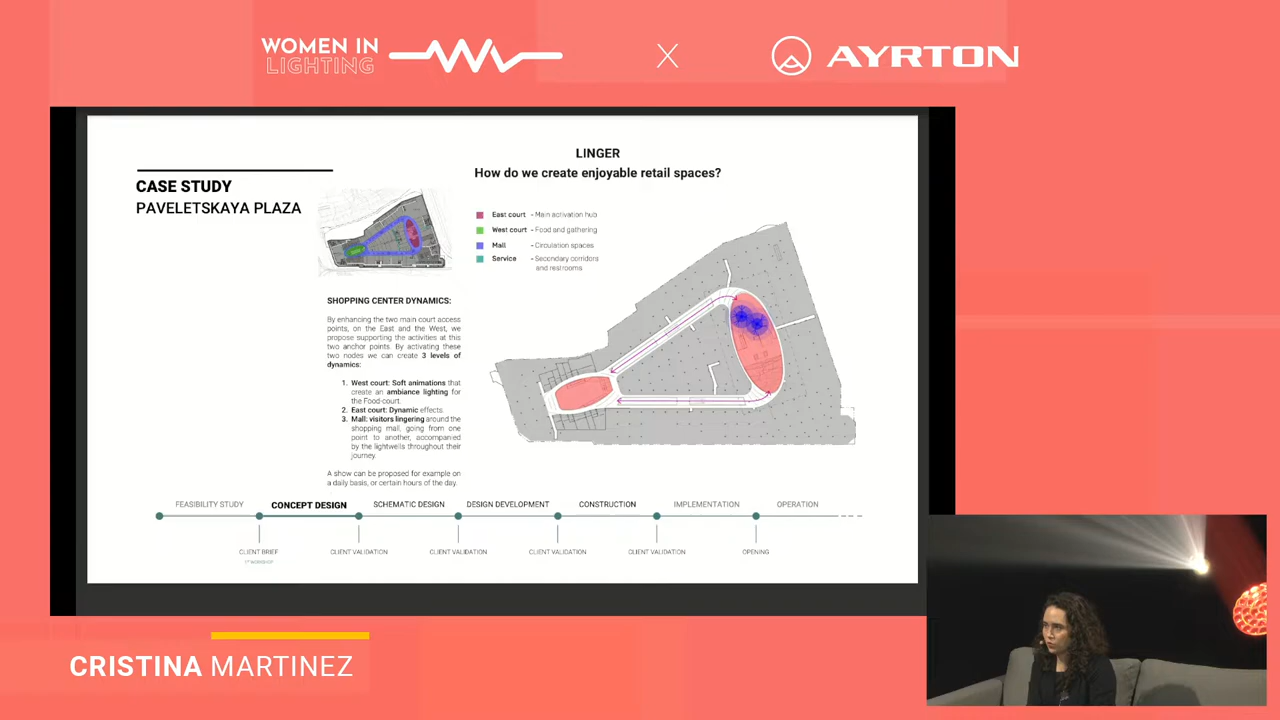 WOMEN IN
LIGHTING
X
AYRTON
CASE STUDY
PAVELETSKAYA PLAZA
LINGER
How do we create enjoyable retail spaces?
East court - Main activation hub
West court - Food and gathering
Mall - Circulation spaces
Service - Secondary corridors
and restrooms
SHOPPING CENTER DYNAMICS:
By enhancing the two main court access
points, on the East and the West, we
propose supporting the activities at this
two anchor points. By activating these
two nodes we can create 3 levels of
dynamics:
1. West court: Soft animations that
create an ambiance lighting for
the Food court.
2. East court: Dynamic effects.
3. Mall: visitors lingering around the
shopping mall, going from one
point to another, accompanied
by the lightwells throughout their
journey.
A show can be proposed for example on
a daily basis, or certain hours of the day.
FEASIBILITY STUDY
CONCEPT DESIGN
SCHEMATIC DESIGN
DESIGN DEVELOPMENT
CONSTRUCTION
IMPLEMENTATION
OPERATION
CLIENT BRIEF
CLIENT VALIDATION
CLIENT VALIDATION
CLIENT VALIDATION
CLIENT VALIDATION
OPENING
CRISTINA MARTINEZ